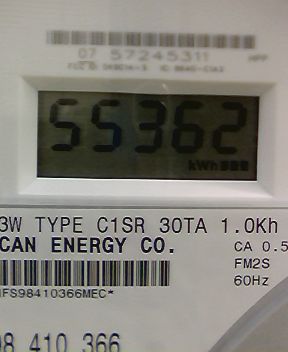 07 57245311
55362
kWh
3W TYPE C1SR 30TA 1.0Kh
CAN ENERGY CO.
CA 0.5
FM2S
60Hz
IFS98410366MEC*
98 410 366